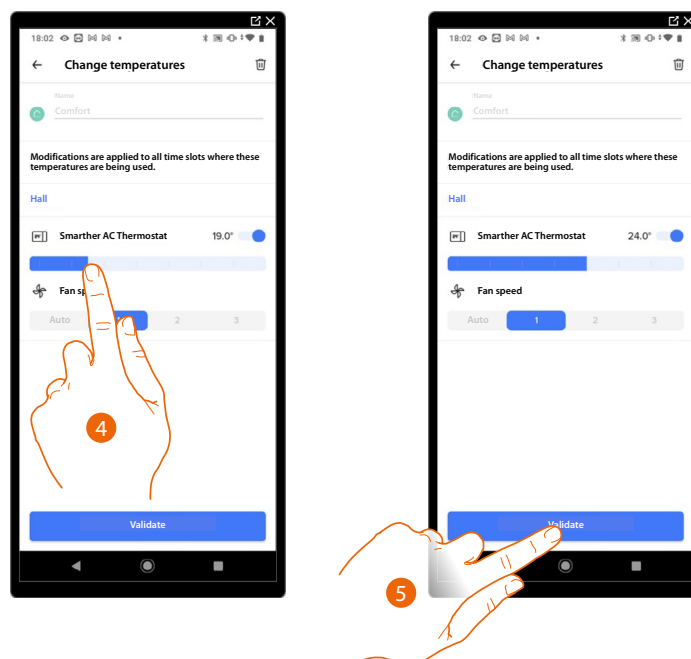 18:02
Change temperatures
Name
Comfort
Modifications are applied to all time slots where these
temperatures are being used.
Hall
Smarther AC Thermostat 19.0°
Fan sp
Auto 2 3
4
Validate
18:02
Change temperatures
Name
Comfort
Modifications are applied to all time slots where these
temperatures are being used.
Hall
Smarther AC Thermostat 24.0°
Fan speed
Auto 1 2 3
Validate
5